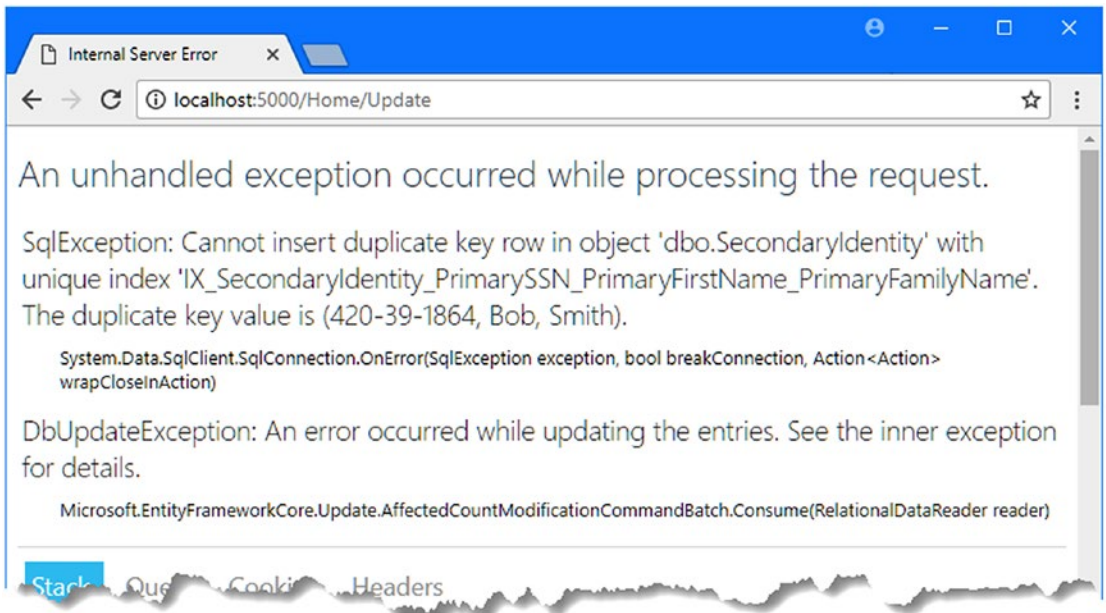 Internal Server Error
localhost:5000/Home/Update
An unhandled exception occurred while processing the request.
SqlException: Cannot insert duplicate key row in object 'dbo.SecondaryIdentity' with
unique index 'IX_SecondaryIdentity_PrimarySSN_PrimaryFirstName_PrimaryFamilyName'.
The duplicate key value is (420-39-1864, Bob, Smith).
System.Data.SqlClient.SqlConnection.OnError(SqlException exception, bool breakConnection, Action<Action>
wrapCloseInAction)
DbUpdateException: An error occurred while updating the entries. See the inner exception
for details.
Microsoft.EntityFrameworkCore.Update.AffectedCountModificationCommandBatch.Consume(RelationalDataReader reader)
Stack Headers